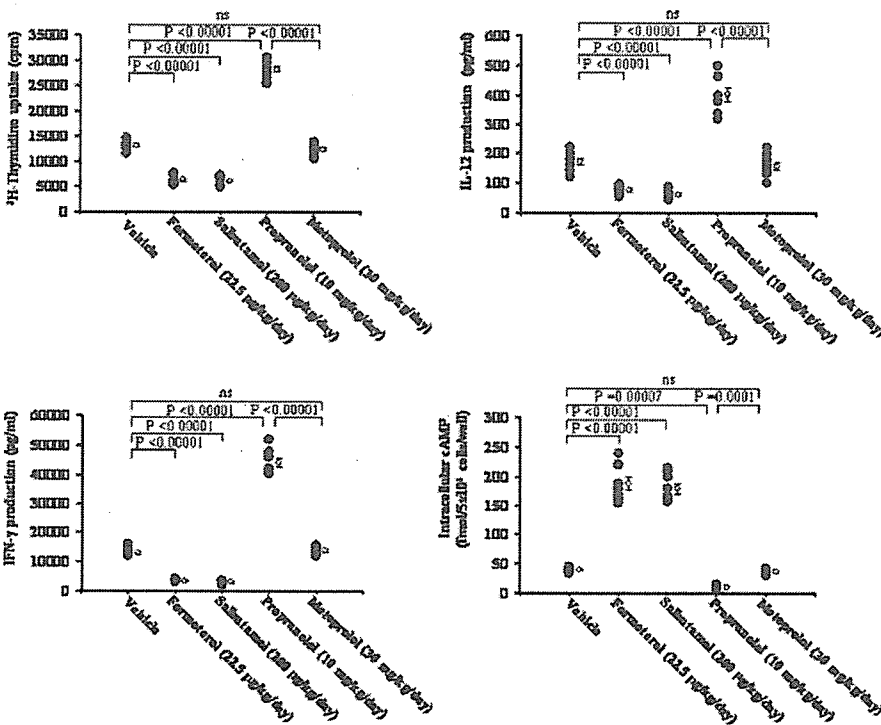 ns
P <0.00001 P <0.00001
P <0.00001
P <0.00001
³H-Thymidine uptake (cpm)
35000
30000
25000
20000
15000
10000
5000
0
Vehicle
Formoterol (22.5 µg/kg/day)
Salbutamol (200 µg/kg/day)
Propranolol (10 mg/kg/day)
Metoprolol (30 mg/kg/day)
ns
P <0.00001 P <0.00001
P <0.00001
P <0.00001
IL-12 production (pg/ml)
600
500
400
300
200
100
0
Vehicle
Formoterol (22.5 µg/kg/day)
Salbutamol (200 µg/kg/day)
Propranolol (10 mg/kg/day)
Metoprolol (30 mg/kg/day)
ns
P <0.00001 P <0.00001
P <0.00001
P <0.00001
IFN-γ production (pg/ml)
60000
50000
40000
30000
20000
10000
0
Vehicle
Formoterol (22.5 µg/kg/day)
Salbutamol (200 µg/kg/day)
Propranolol (10 mg/kg/day)
Metoprolol (30 mg/kg/day)
ns
P =0.00007 P =0.0001
P <0.00001
P <0.00001
Intracellular cAMP
cells/well)
300
250
200
150
100
50
0
Vehicle
Formoterol (22.5 µg/kg/day)
Salbutamol (200 µg/kg/day)
Propranolol (10 mg/kg/day)
Metoprolol (30 mg/kg/day)